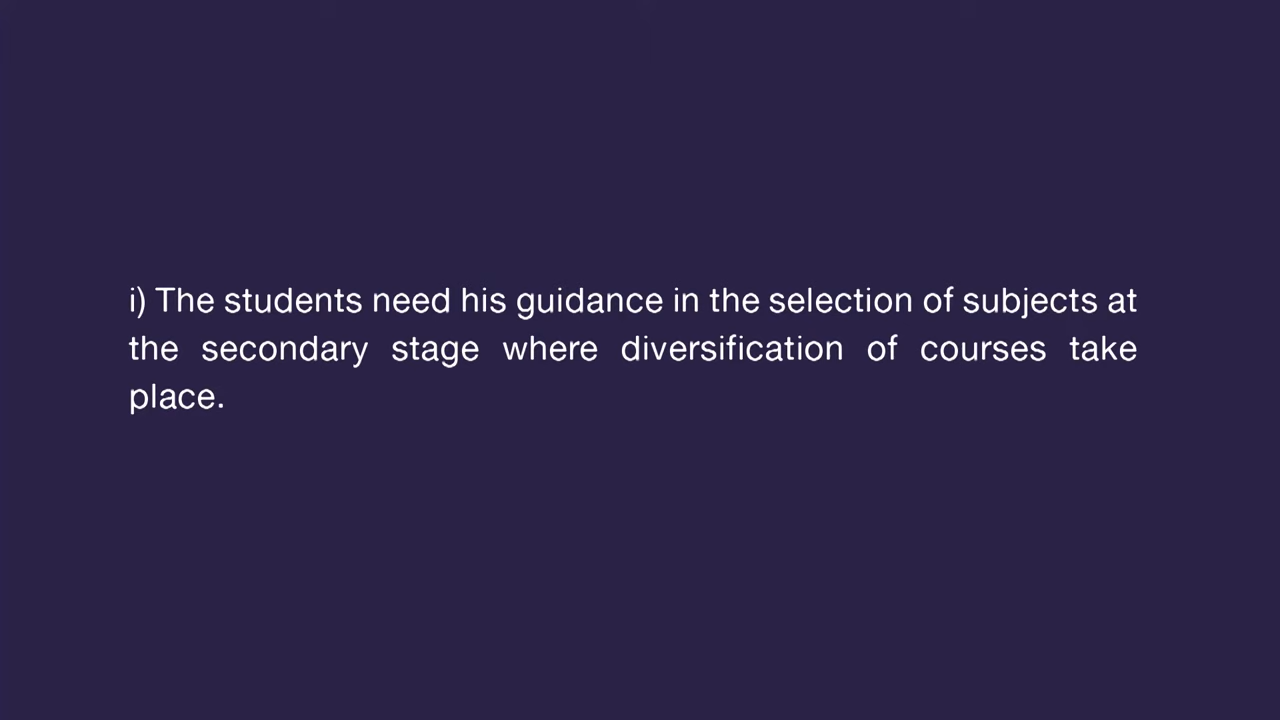 i) The students need his guidance in the selection of subjects at
the secondary stage where diversification of courses take
place.